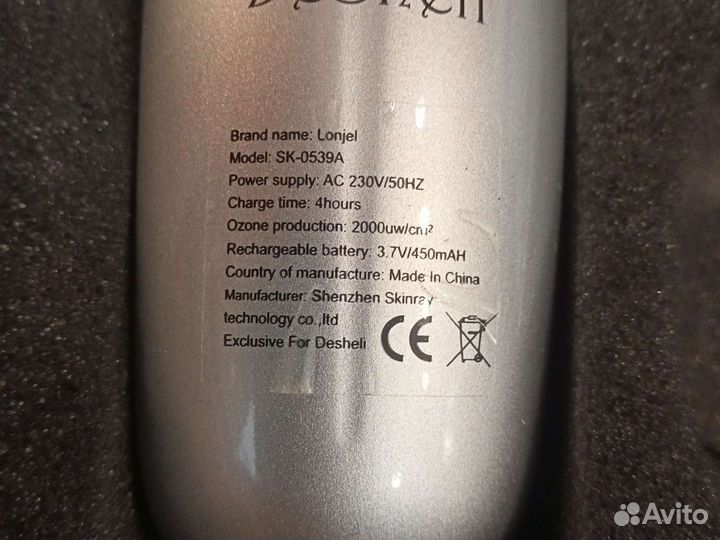 Desheli
Brand name: Lonjel
Model: SK-0539A
Power supply: AC 230V/50HZ
Charge time: 4hours
Ozone production: 2000uw/cm²
Rechargeable battery: 3.7V/450mAH
Country of manufacture: Made In China
Manufacturer: Shenzhen Skinray
technology co.,ltd
Exclusive For Desheli CE
Avito